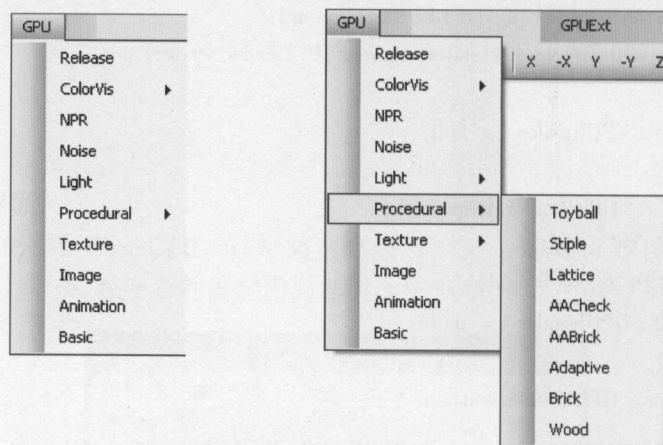 GPU
Release
ColorVis
NPR
Noise
Light
Procedural
Texture
Image
Animation
Basic
GPU
GPUExt
X -X Y -Y Z
Release
ColorVis
NPR
Noise
Light
Procedural
Texture
Image
Animation
Basic
Toyball
Stiple
Lattice
AACheck
AABrick
Adaptive
Brick
Wood